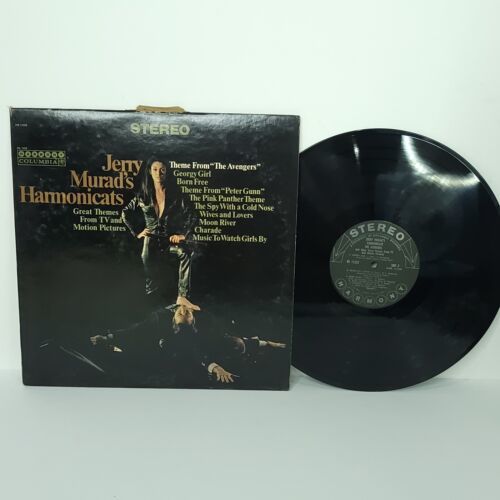 STEREO
HARMONY
COLUMBIA
Jerry
Murad's
Harmonicats
Great Themes
From TV and
Motion Pictures
Theme From "The Avengers"
Georgy Girl
Born Free
Theme From "Peter Gunn"
The Pink Panther Theme
The Spy With a Cold Nose
Wives and Lovers
Moon River
Charade
Music To Watch Girls By
STEREO
HARMONY